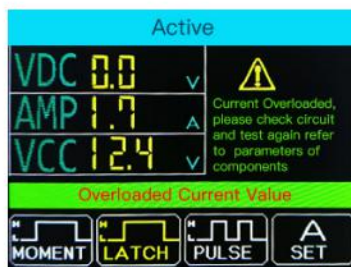 Active
VDC 0.0 V
AMP 1.7 A
VCC 12.4 V
Current Overloaded,
please check circuit
and test again refer
to parameters of
components
Overloaded Current Value
H
L
MOMENT
H
L
LATCH
H
L
PULSE
A
SET